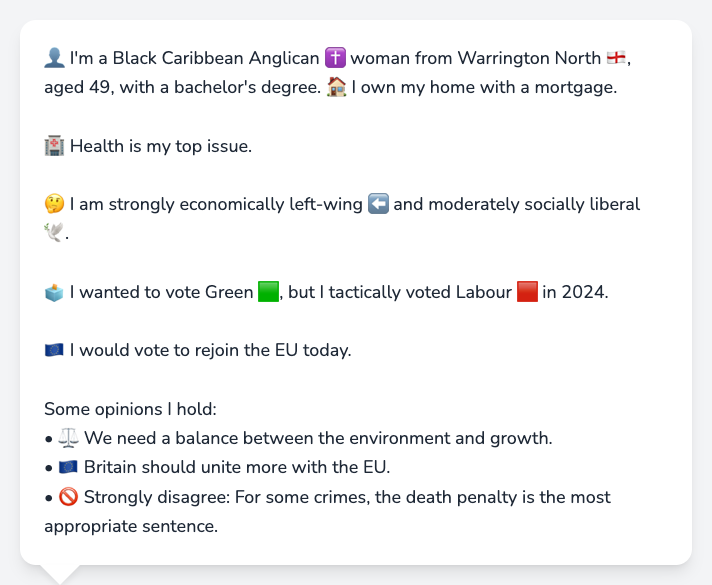 👤 I'm a Black Caribbean Anglican ✝️ woman from Warrington North 🏴󠁧󠁢󠁥󠁮󠁧󠁿,
aged 49, with a bachelor's degree. 🏠 I own my home with a mortgage.
🏥 Health is my top issue.
🤔 I am strongly economically left-wing ⬅️ and moderately socially liberal
🕊️.
🗳️ I wanted to vote Green 🟩, but I tactically voted Labour 🟥 in 2024.
🇪🇺 I would vote to rejoin the EU today.
Some opinions I hold:
• ⚖️ We need a balance between the environment and growth.
• 🇪🇺 Britain should unite more with the EU.
• 🚫 Strongly disagree: For some crimes, the death penalty is the most
appropriate sentence.